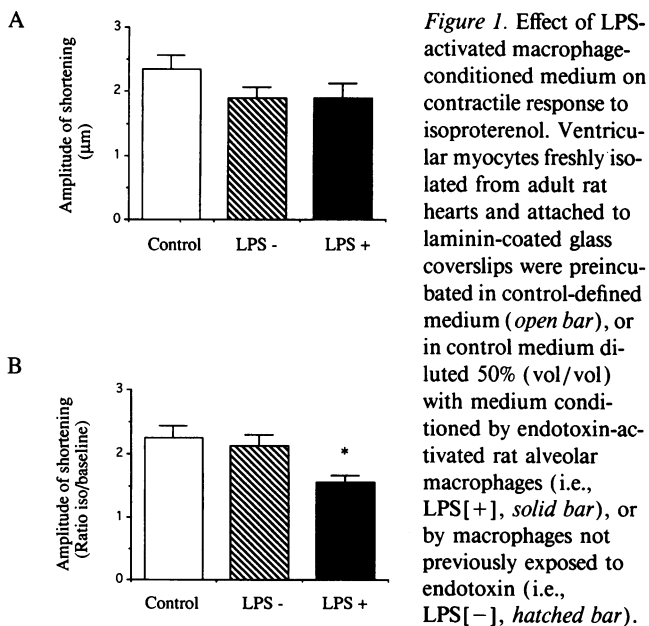 A
Amplitude of shortening
(μm)
3
2
1
0
Control LPS - LPS +
B
Amplitude of shortening
(Ratio iso/baseline)
3
2
1
0
*
Control LPS - LPS +
Figure 1. Effect of LPS-
activated macrophage-
conditioned medium on
contractile response to
isoproterenol. Ventricu-
lar myocytes freshly iso-
lated from adult rat
hearts and attached to
laminin-coated glass
coverslips were preincu-
bated in control-defined
medium (open bar), or
in control medium di-
luted 50% (vol/vol)
with medium condi-
tioned by endotoxin-ac-
tivated rat alveolar
macrophages (i.e.,
LPS[+], solid bar), or
by macrophages not
previously exposed to
endotoxin (i.e.,
LPS[−], hatched bar).